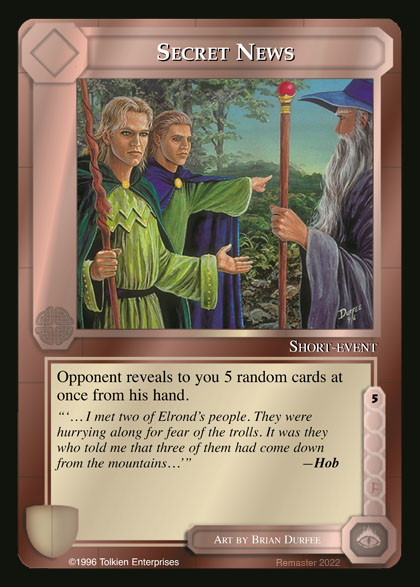 SECRET NEWS
DURFEE
SHORT-EVENT
Opponent reveals to you 5 random cards at
once from his hand.
5
“‘… I met two of Elrond’s people. They were
hurrying along for fear of the trolls. It was they
who told me that three of them had come down
from the mountains…’” —Hob
F
ART BY BRIAN DURFEE
©1996 Tolkien Enterprises Remaster 2022